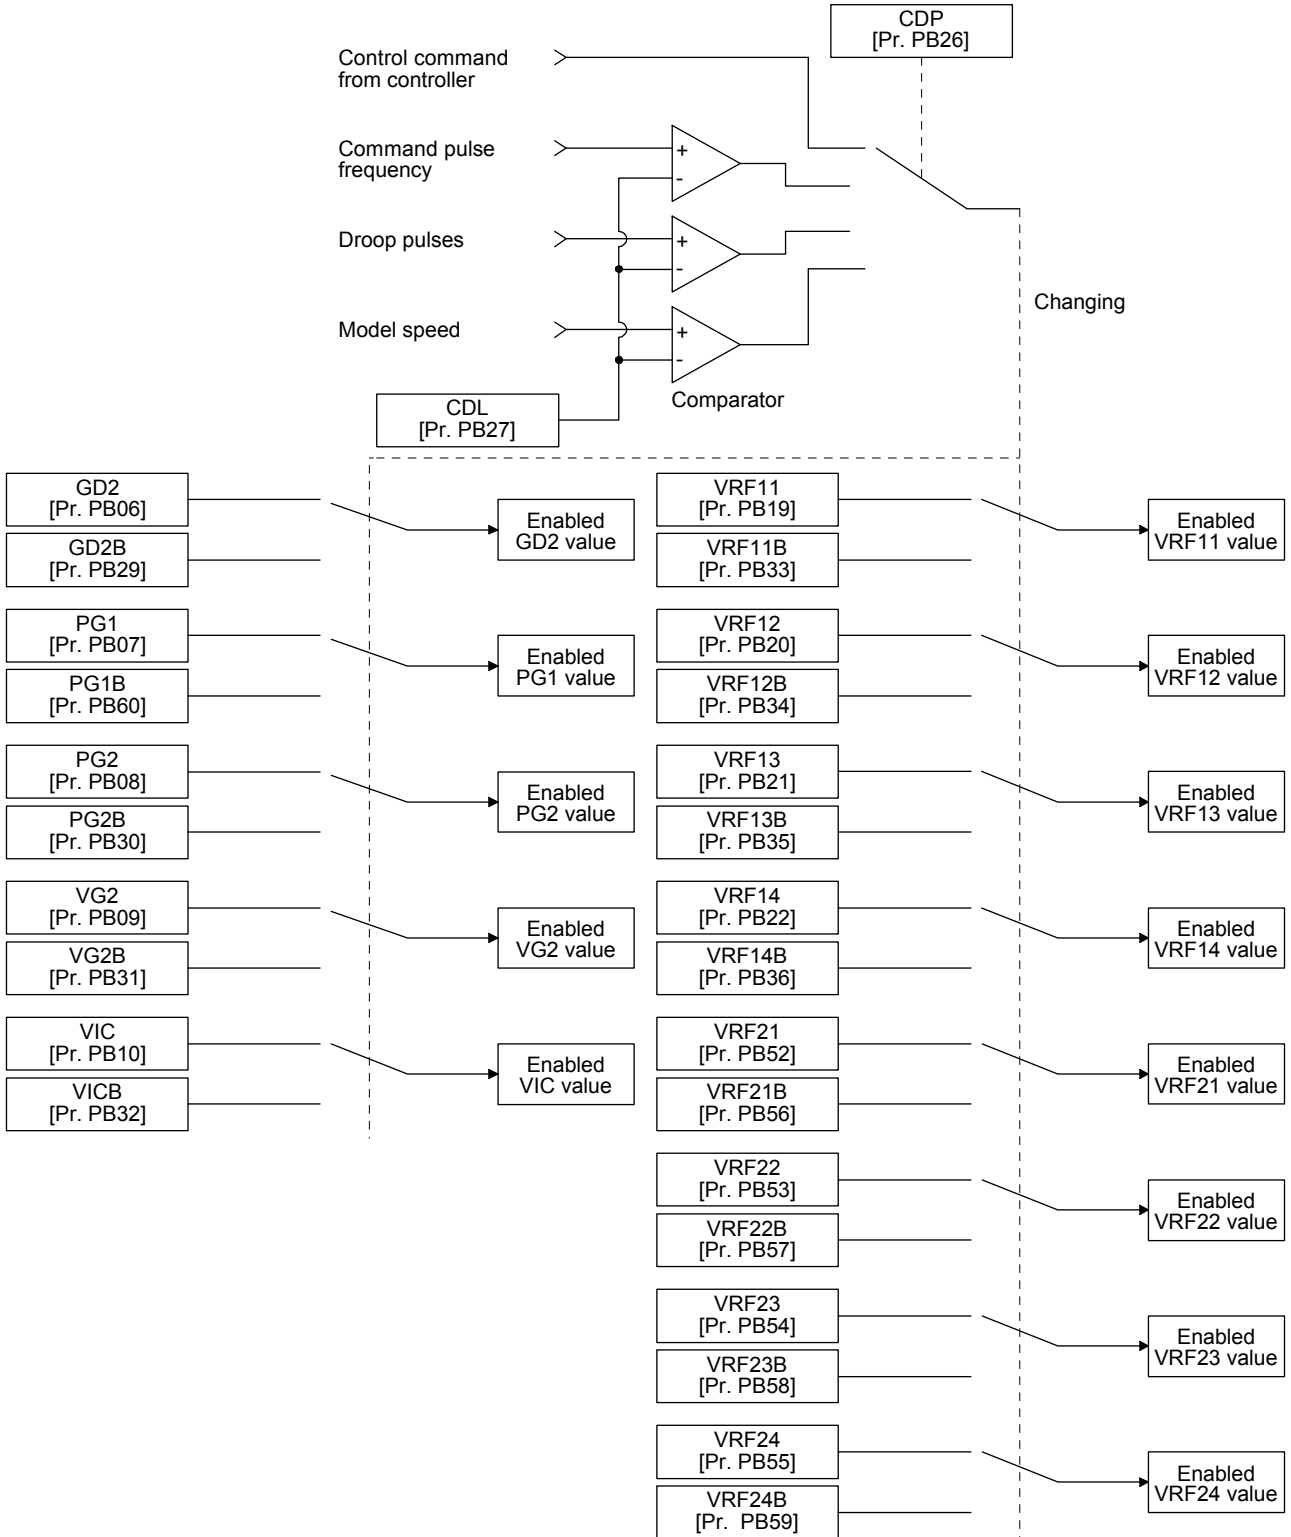 CDP
[Pr. PB26]
Control command
from controller
Command pulse
frequency
+
-
Droop pulses
+
-
Changing
Model speed
+
-
Comparator
CDL
[Pr. PB27]
GD2
[Pr. PB06]
GD2B
[Pr. PB29]
Enabled
GD2 value
PG1
[Pr. PB07]
PG1B
[Pr. PB60]
Enabled
PG1 value
PG2
[Pr. PB08]
PG2B
[Pr. PB30]
Enabled
PG2 value
VG2
[Pr. PB09]
VG2B
[Pr. PB31]
Enabled
VG2 value
VIC
[Pr. PB10]
VICB
[Pr. PB32]
Enabled
VIC value
VRF11
[Pr. PB19]
VRF11B
[Pr. PB33]
Enabled
VRF11 value
VRF12
[Pr. PB20]
VRF12B
[Pr. PB34]
Enabled
VRF12 value
VRF13
[Pr. PB21]
VRF13B
[Pr. PB35]
Enabled
VRF13 value
VRF14
[Pr. PB22]
VRF14B
[Pr. PB36]
Enabled
VRF14 value
VRF21
[Pr. PB52]
VRF21B
[Pr. PB56]
Enabled
VRF21 value
VRF22
[Pr. PB53]
VRF22B
[Pr. PB57]
Enabled
VRF22 value
VRF23
[Pr. PB54]
VRF23B
[Pr. PB58]
Enabled
VRF23 value
VRF24
[Pr. PB55]
VRF24B
[Pr. PB59]
Enabled
VRF24 value